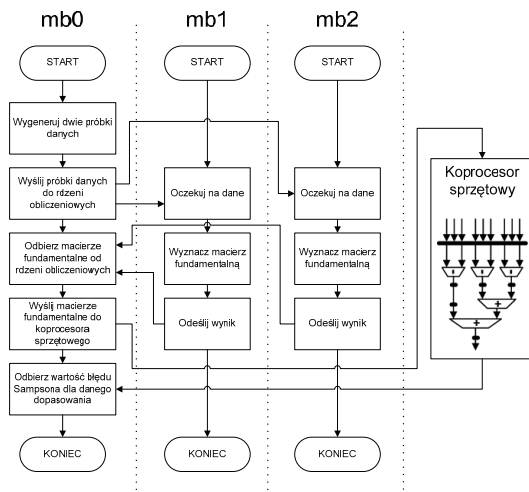 mb0
mb1
mb2
START
START
START
Wygeneruj dwie próbki
danych
Wyślij próbki danych
do rdzeni
obliczeniowych
Oczekuj na dane
Oczekuj na dane
Koprocesor
sprzętowy
Odbierz macierze
fundamentalne od
rdzeni obliczeniowych
Wyznacz macierz
fundamentalną
Wyznacz macierz
fundamentalną
Wyślij macierze
fundamentalne do
koprocesora
sprzętowego
Odeślij wynik
Odeślij wynik
- - -
+
+
Odbierz wartość błędu
Sampsona dla danego
dopasowania
KONIEC
KONIEC
KONIEC